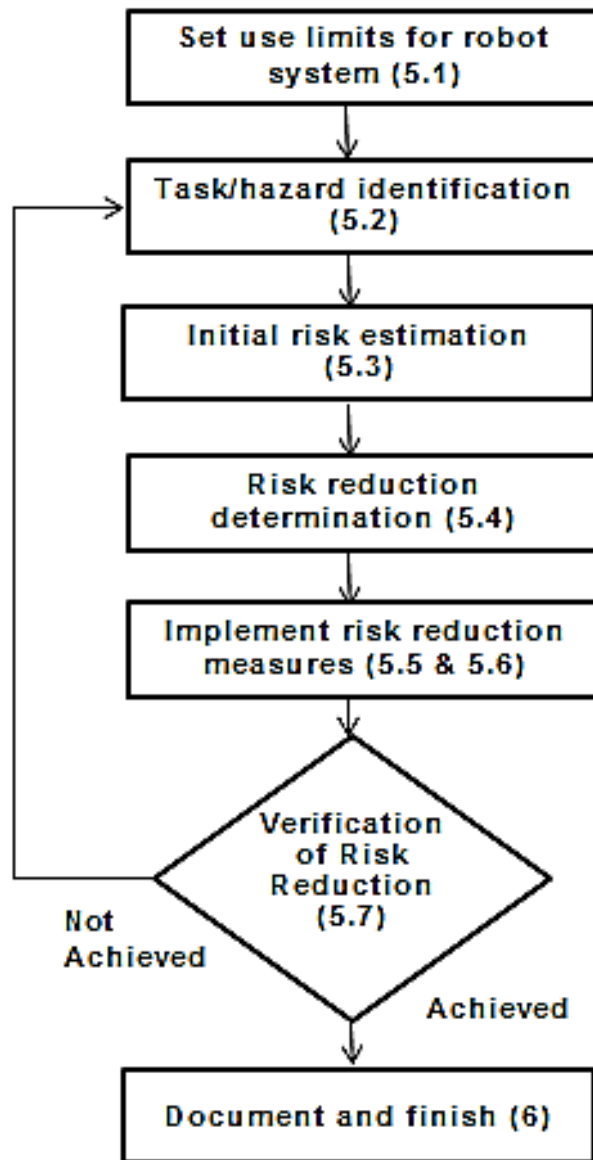 Set use limits for robot
system (5.1)
Task/hazard identification
(5.2)
Initial risk estimation
(5.3)
Risk reduction
determination (5.4)
Implement risk reduction
measures (5.5 & 5.6)
Verification
of Risk
Reduction
(5.7)
Not
Achieved
Achieved
Document and finish (6)